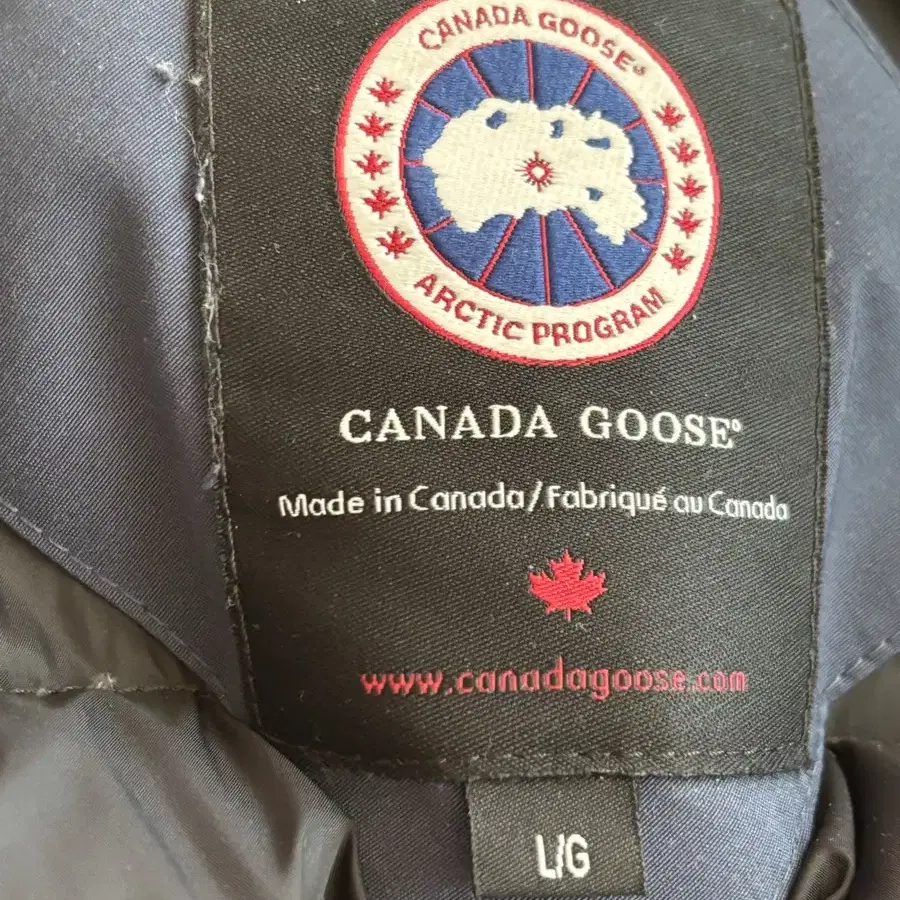 CANADA GOOSE®
ARCTIC PROGRAM
CANADA GOOSE®
Made in Canada/Fabriqué au Canada
www.canadagoose.com
L/G